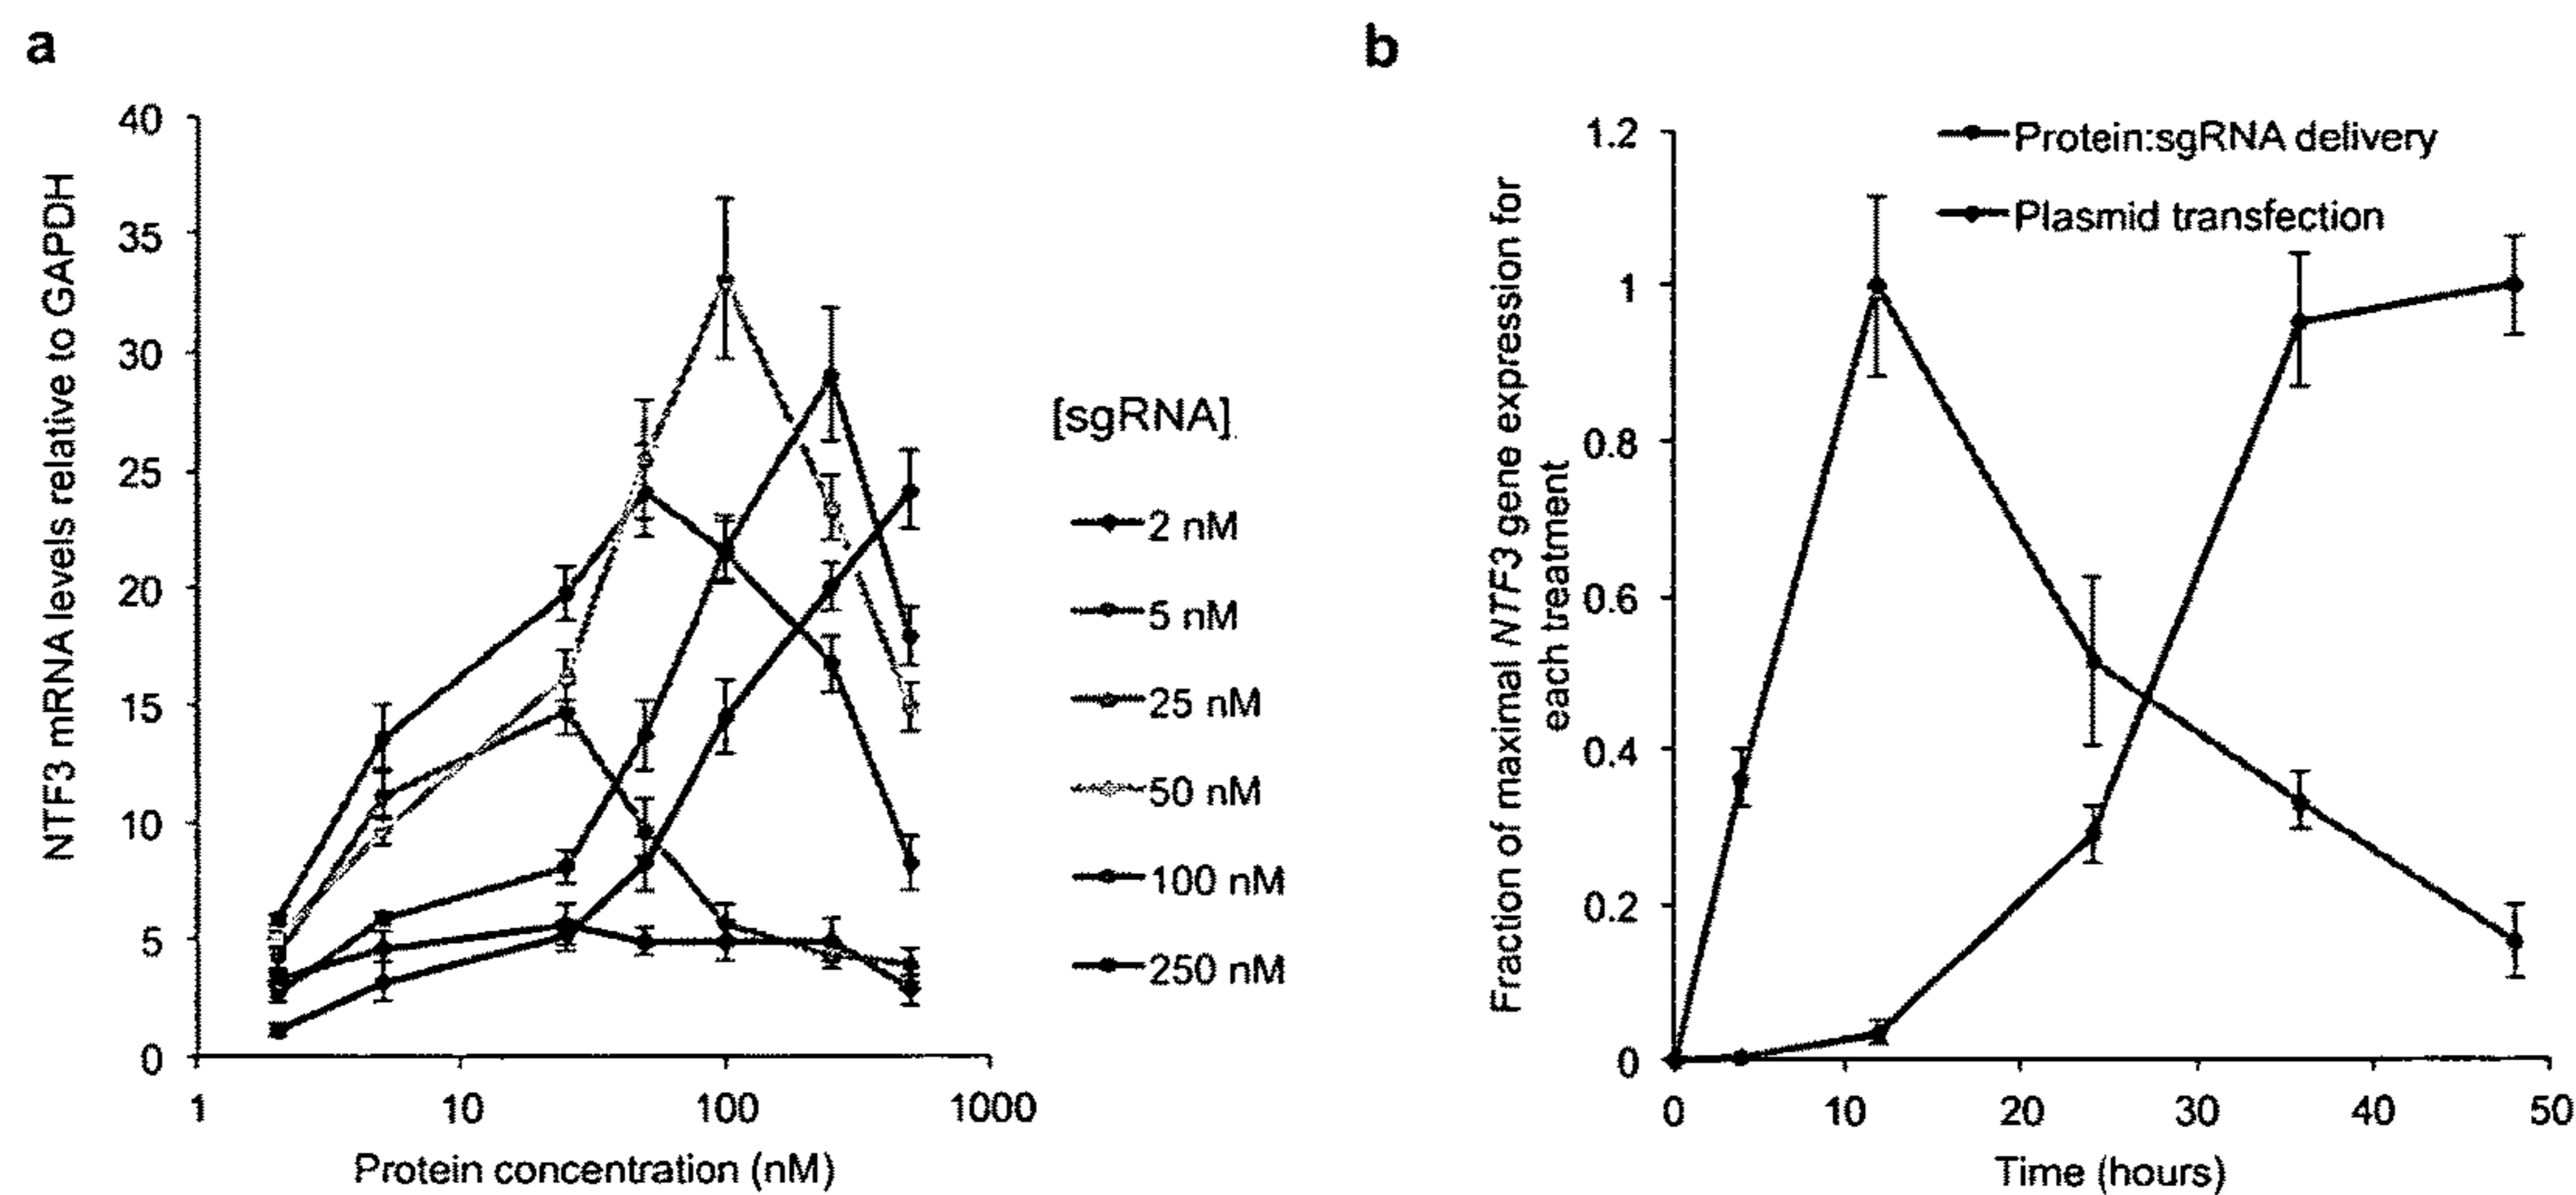 a
NTF3 mRNA levels relative to GAPDH
40
35
30
25
20
15
10
5
0
1
10
100
1000
Protein concentration (nM)
[sgRNA]
2 nM
5 nM
25 nM
50 nM
100 nM
250 nM
b
Fraction of maximal NTF3 gene expression for
each treatment
1.2
1
0.8
0.6
0.4
0.2
0
0
10
20
30
40
50
Time (hours)
Protein:sgRNA delivery
Plasmid transfection